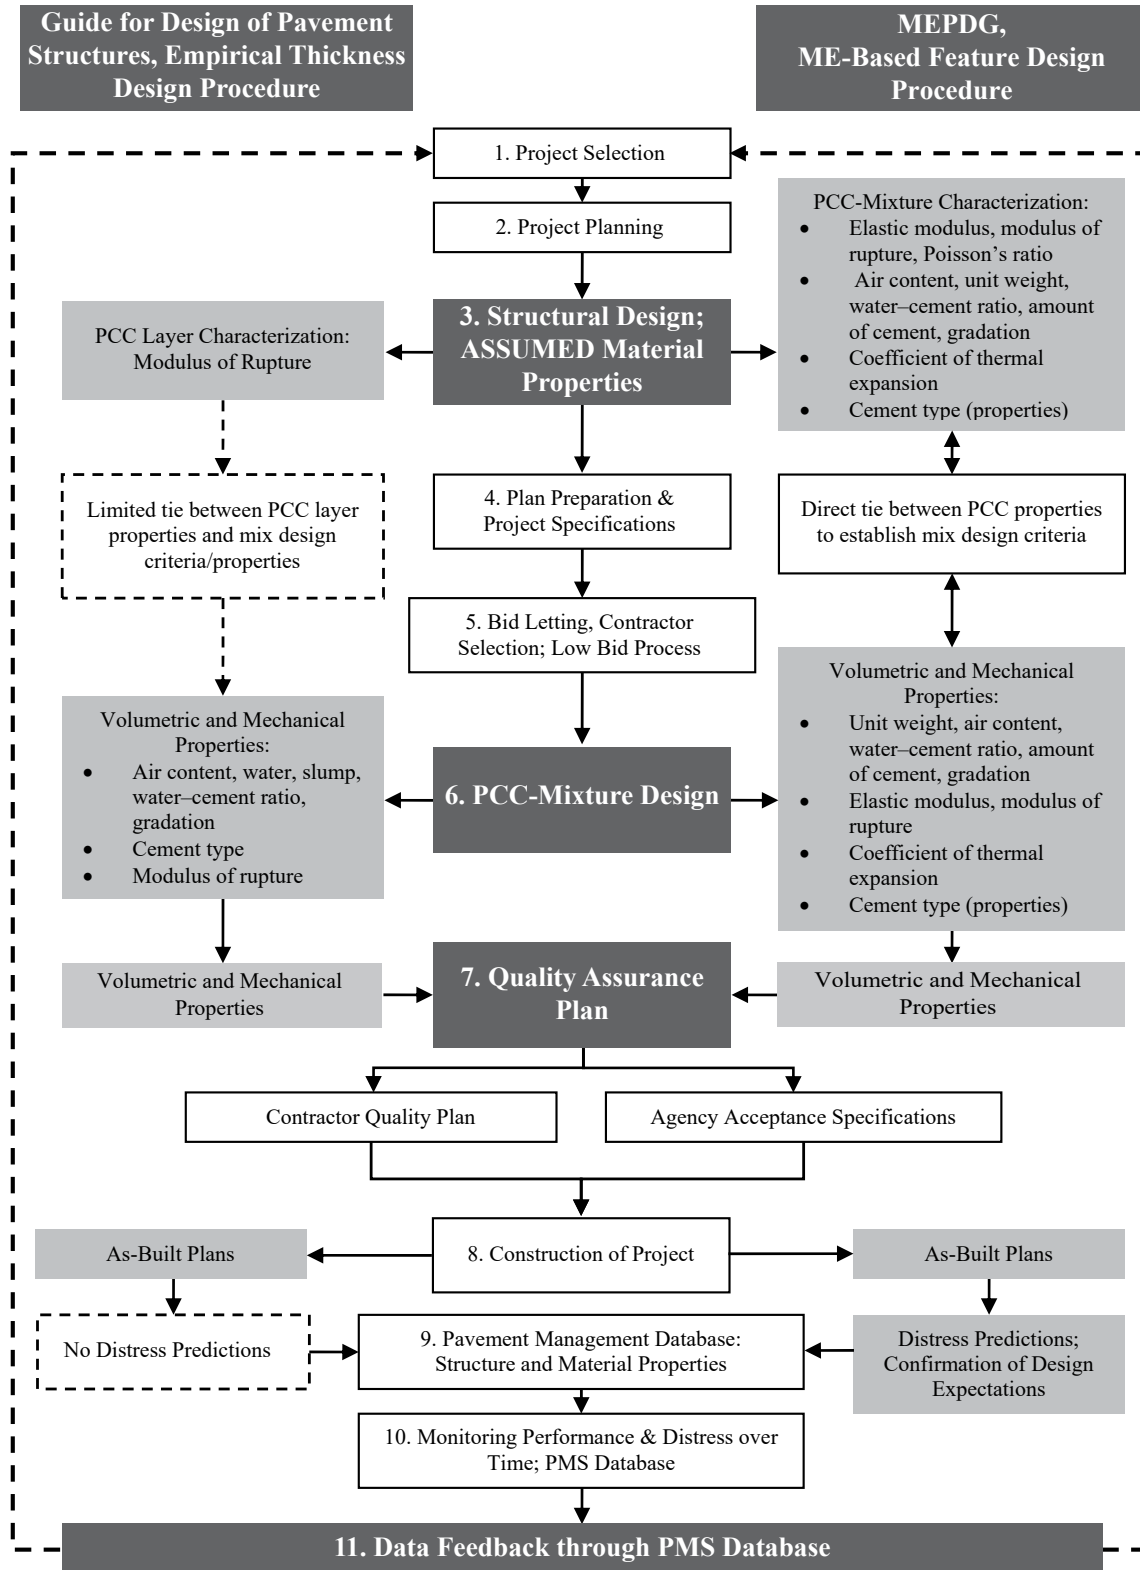 Guide for Design of Pavement
Structures, Empirical Thickness
Design Procedure
MEPDG,
ME-Based Feature Design
Procedure
1. Project Selection
2. Project Planning
3. Structural Design;
ASSUMED Material
Properties
PCC Layer Characterization:
Modulus of Rupture
PCC-Mixture Characterization:
• Elastic modulus, modulus of
rupture, Poisson’s ratio
• Air content, unit weight,
water–cement ratio, amount
of cement, gradation
• Coefficient of thermal
expansion
• Cement type (properties)
Limited tie between PCC layer
properties and mix design
criteria/properties
4. Plan Preparation &
Project Specifications
Direct tie between PCC properties
to establish mix design criteria
5. Bid Letting, Contractor
Selection; Low Bid Process
Volumetric and Mechanical
Properties:
• Air content, water, slump,
water–cement ratio,
gradation
• Cement type
• Modulus of rupture
6. PCC-Mixture Design
Volumetric and Mechanical
Properties:
• Unit weight, air content,
water–cement ratio, amount
of cement, gradation
• Elastic modulus, modulus of
rupture
• Coefficient of thermal
expansion
• Cement type (properties)
Volumetric and Mechanical
Properties
7. Quality Assurance
Plan
Volumetric and Mechanical
Properties
Contractor Quality Plan
Agency Acceptance Specifications
As-Built Plans
8. Construction of Project
As-Built Plans
No Distress Predictions
9. Pavement Management Database:
Structure and Material Properties
Distress Predictions;
Confirmation of Design
Expectations
10. Monitoring Performance & Distress over
Time; PMS Database
11. Data Feedback through PMS Database